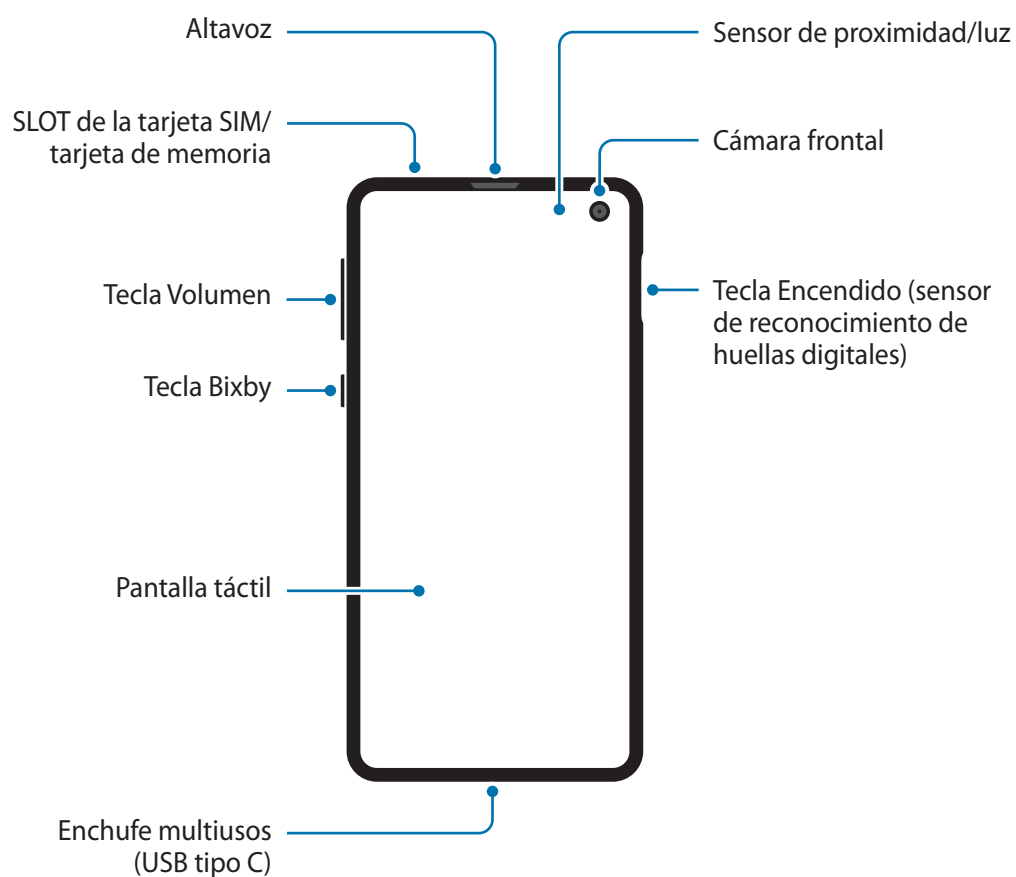 Altavoz
SLOT de la tarjeta SIM/
tarjeta de memoria
Tecla Volumen
Tecla Bixby
Pantalla táctil
Enchufe multiusos
(USB tipo C)
Sensor de proximidad/luz
Cámara frontal
Tecla Encendido (sensor
de reconocimiento de
huellas digitales)